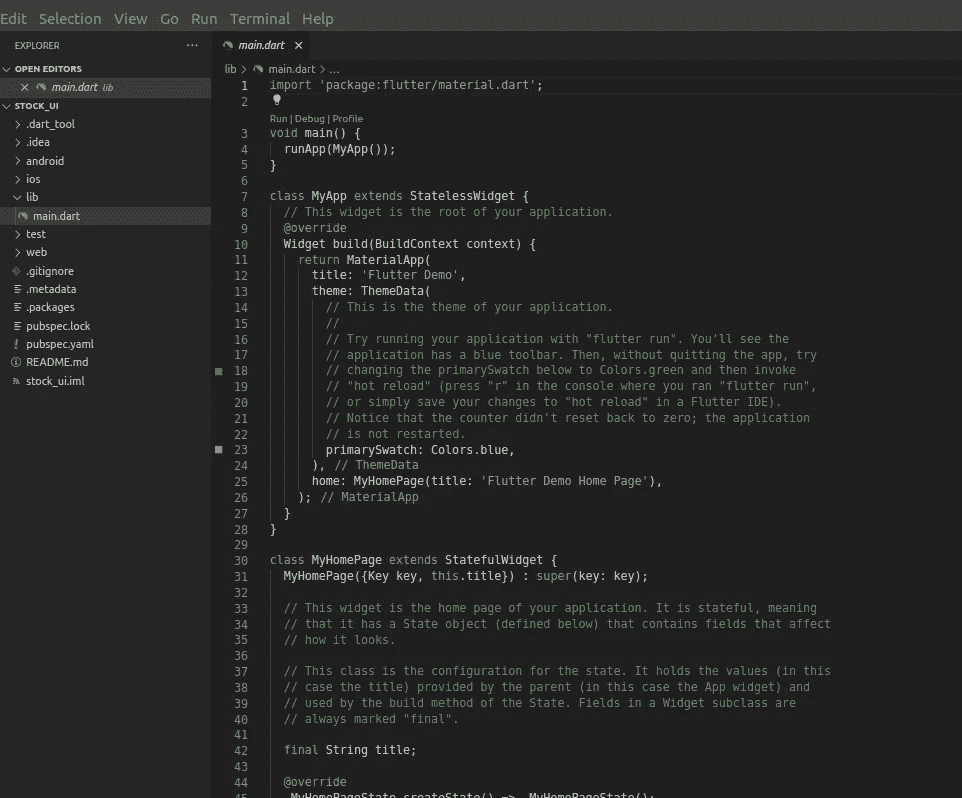 Edit Selection View Go Run Terminal Help
EXPLORER ...
OPEN EDITORS
main.dart lib
STOCK_UI
.dart_tool
.idea
android
ios
lib
main.dart
test
web
.gitignore
.metadata
.packages
pubspec.lock
pubspec.yaml
README.md
stock_ui.iml
main.dart
lib > main.dart > ...
1 import 'package:flutter/material.dart';
2
Run | Debug | Profile
3 void main() {
4 runApp(MyApp());
5 }
6
7 class MyApp extends StatelessWidget {
8 // This widget is the root of your application.
9 @override
10 Widget build(BuildContext context) {
11 return MaterialApp(
12 title: 'Flutter Demo',
13 theme: ThemeData(
14 // This is the theme of your application.
15 //
16 // Try running your application with "flutter run". You'll see the
17 // application has a blue toolbar. Then, without quitting the app, try
18 // changing the primarySwatch below to Colors.green and then invoke
19 // "hot reload" (press "r" in the console where you ran "flutter run",
20 // or simply save your changes to "hot reload" in a Flutter IDE).
21 // Notice that the counter didn't reset back to zero; the application
22 // is not restarted.
23 primarySwatch: Colors.blue,
24 ), // ThemeData
25 home: MyHomePage(title: 'Flutter Demo Home Page'),
26 ); // MaterialApp
27 }
28 }
29
30 class MyHomePage extends StatefulWidget {
31 MyHomePage({Key key, this.title}) : super(key: key);
32
33 // This widget is the home page of your application. It is stateful, meaning
34 // that it has a State object (defined below) that contains fields that affect
35 // how it looks.
36
37 // This class is the configuration for the state. It holds the values (in this
38 // case the title) provided by the parent (in this case the App widget) and
39 // used by the build method of the State. Fields in a Widget subclass are
40 // always marked "final".
41
42 final String title;
43
44 @override
45 _MyHomePageState createState() => _MyHomePageState();